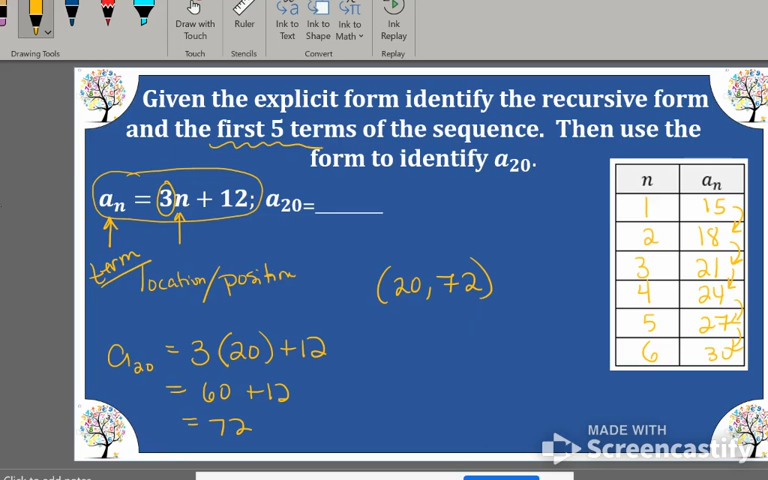 Draw with Touch
Ruler
Ink to Text
Ink to Shape
Ink to Math
Ink Replay
Drawing Tools
Touch
Stencils
Convert
Replay
Given the explicit form identify the recursive form
and the first 5 terms of the sequence. Then use the
form to identify a₂₀.
aₙ = 3n + 12; a₂₀=______
term
location/position
(20, 72)
a₂₀ = 3(20) +12
= 60 +12
= 72
n aₙ
1 15
2 18
3 21
4 24
5 27
6 30
MADE WITH
Screencastify
Click to add notes